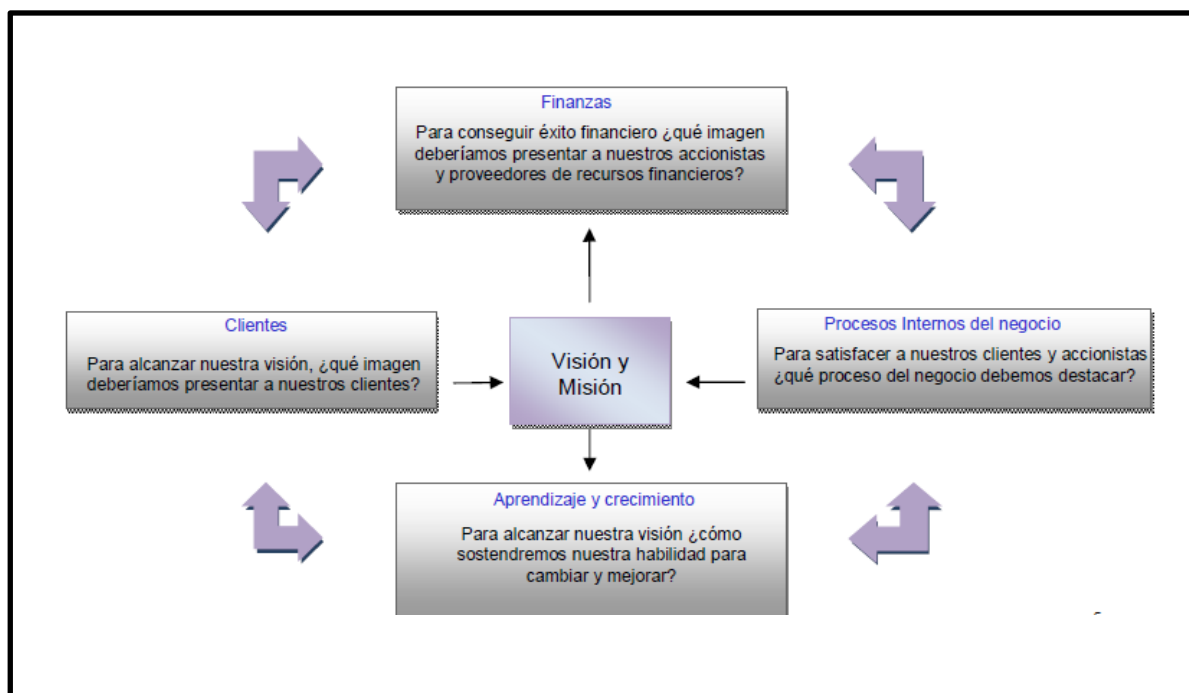 Finanzas
Para conseguir éxito financiero ¿qué imagen
deberíamos presentar a nuestros accionistas
y proveedores de recursos financieros?
Clientes
Para alcanzar nuestra visión, ¿qué imagen
deberíamos presentar a nuestros clientes?
Visión y
Misión
Procesos Internos del negocio
Para satisfacer a nuestros clientes y accionistas
¿qué proceso del negocio debemos destacar?
Aprendizaje y crecimiento
Para alcanzar nuestra visión ¿cómo
sostendremos nuestra habilidad para
cambiar y mejorar?